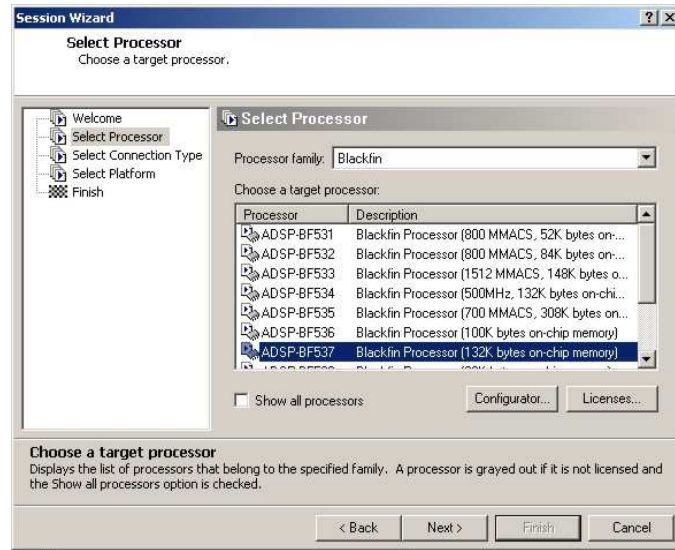 Session Wizard
Select Processor
Choose a target processor.
Welcome
Select Processor
Select Connection Type
Select Platform
Finish
Select Processor
Processor family: Blackfin
Choose a target processor:
Processor Description
ADSP-BF531 Blackfin Processor (800 MMACS, 52K bytes on-...
ADSP-BF532 Blackfin Processor (800 MMACS, 84K bytes on-...
ADSP-BF533 Blackfin Processor (1512 MMACS, 148K bytes o...
ADSP-BF534 Blackfin Processor (500MHz, 132K bytes on-chi...
ADSP-BF535 Blackfin Processor (700 MMACS, 308K bytes on...
ADSP-BF536 Blackfin Processor (100K bytes on-chip memory)
ADSP-BF537 Blackfin Processor (132K bytes on-chip memory)
Show all processors
Configurator... Licenses...
Choose a target processor
Displays the list of processors that belong to the specified family. A processor is grayed out if it is not licensed and
the Show all processors option is checked.
< Back Next > Finish Cancel